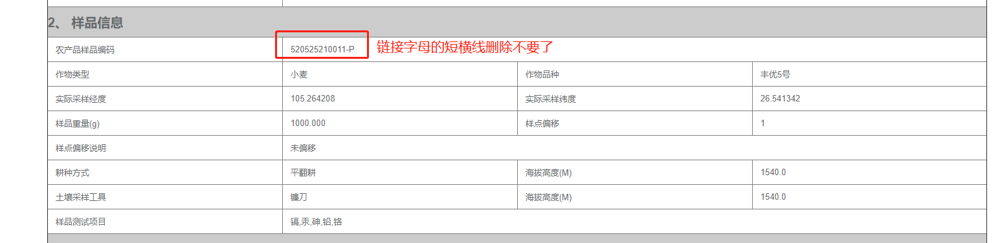 2、 样品信息
农产品样品编码 520525210011-P 链接字母的短横线删除不要了
作物类型 小麦 作物品种 丰优5号
实际采样经度 105.264208 实际采样纬度 26.541342
样品重量(g) 1000.000 样点偏移 1
样点偏移说明 未偏移
耕种方式 平翻耕 海拔高度(M) 1540.0
土壤采样工具 镰刀 海拔高度(M) 1540.0
样品测试项目 镉,汞,砷,铅,铬